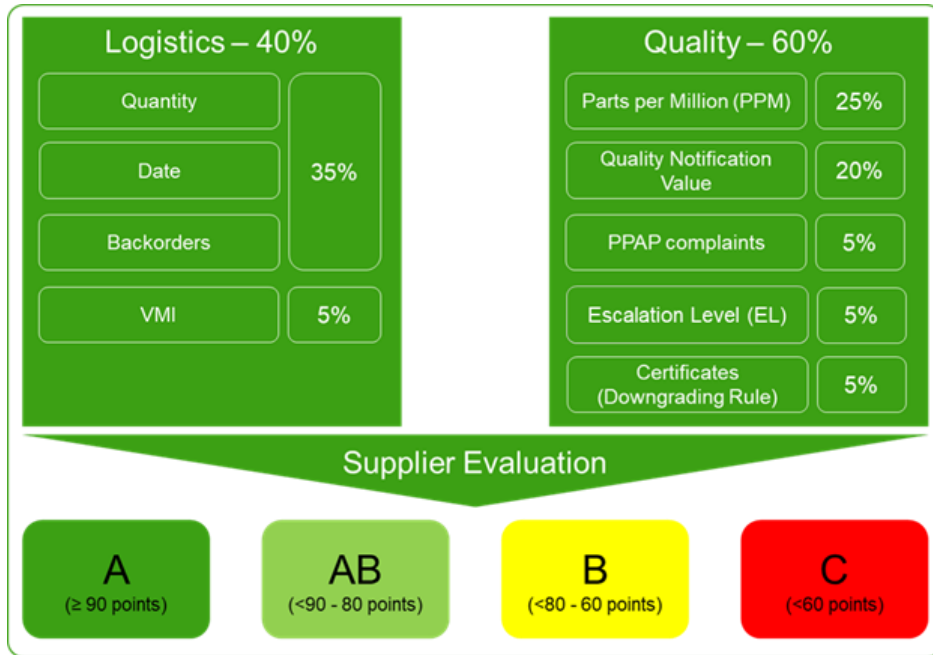 Logistics – 40%
Quantity
Date
35%
Backorders
VMI
5%
Quality – 60%
Parts per Million (PPM)
25%
Quality Notification
Value
20%
PPAP complaints
5%
Escalation Level (EL)
5%
Certificates
(Downgrading Rule)
5%
Supplier Evaluation
A
(≥ 90 points)
AB
(<90 - 80 points)
B
(<80 - 60 points)
C
(<60 points)